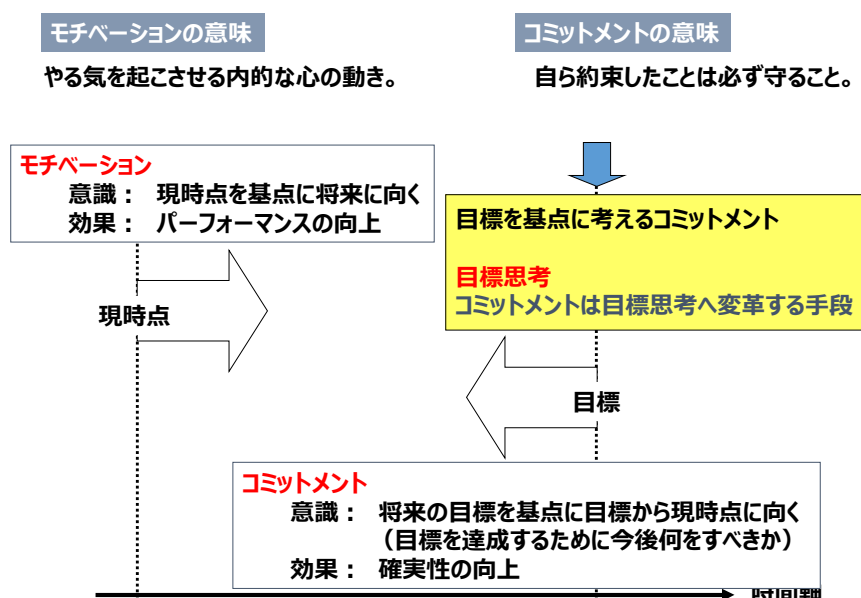 モチベーションの意味
やる気を起こさせる内的な心の動き。
コミットメントの意味
自ら約束したことは必ず守ること。
モチベーション
意識： 現時点を基点に将来に向く
効果： パフォーマンスの向上
目標を基点に考えるコミットメント
目標思考
コミットメントは目標思考へ変革する手段
現時点
目標
コミットメント
意識： 将来の目標を基点に目標から現時点に向く
（目標を達成するために今後何をすべきか）
効果： 確実性の向上
時間軸